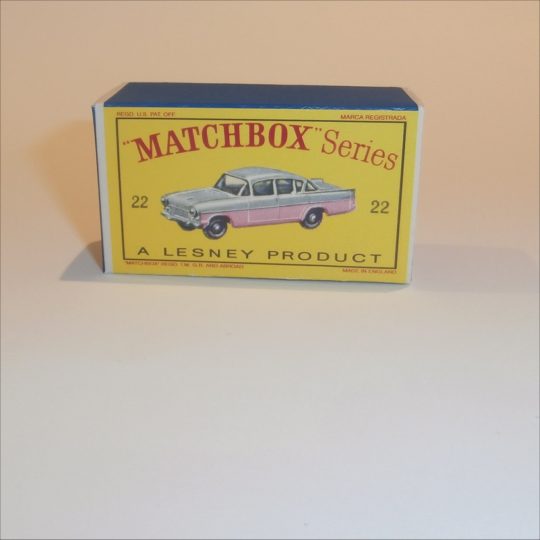 REGD. U.S. PAT. OFF. MARCA REGISTRADA
"MATCHBOX" Series
22 22
A LESNEY PRODUCT
"MATCHBOX" REGD. T.M. G.B. AND ABROAD MADE IN ENGLAND